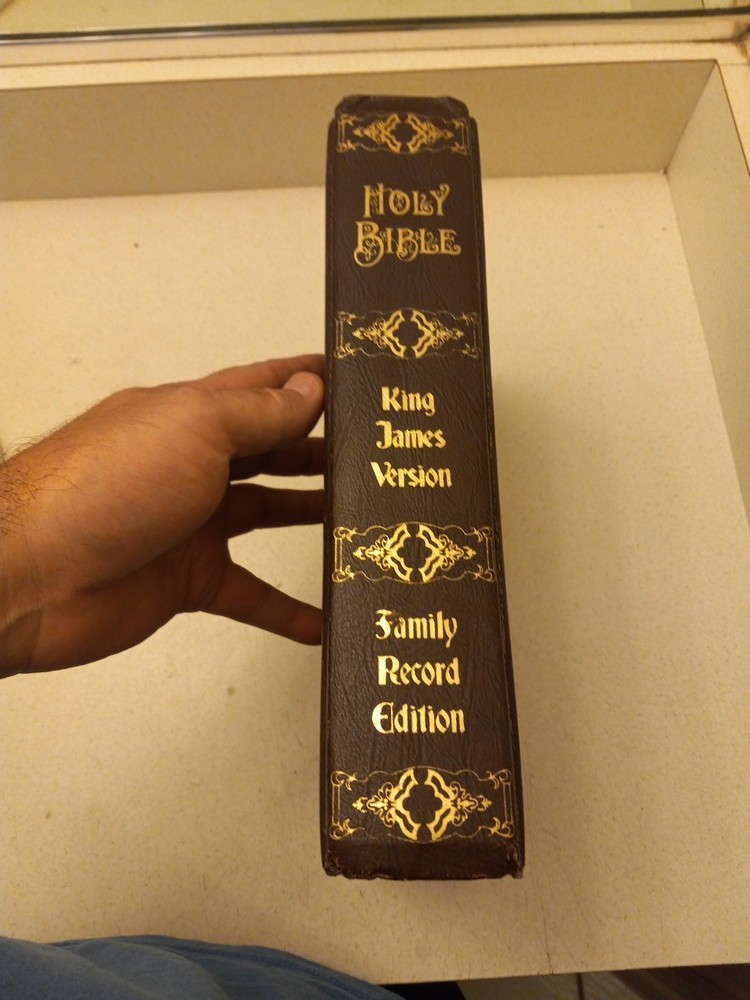 Holy
Bible
King
James
Version
Family
Record
Edition